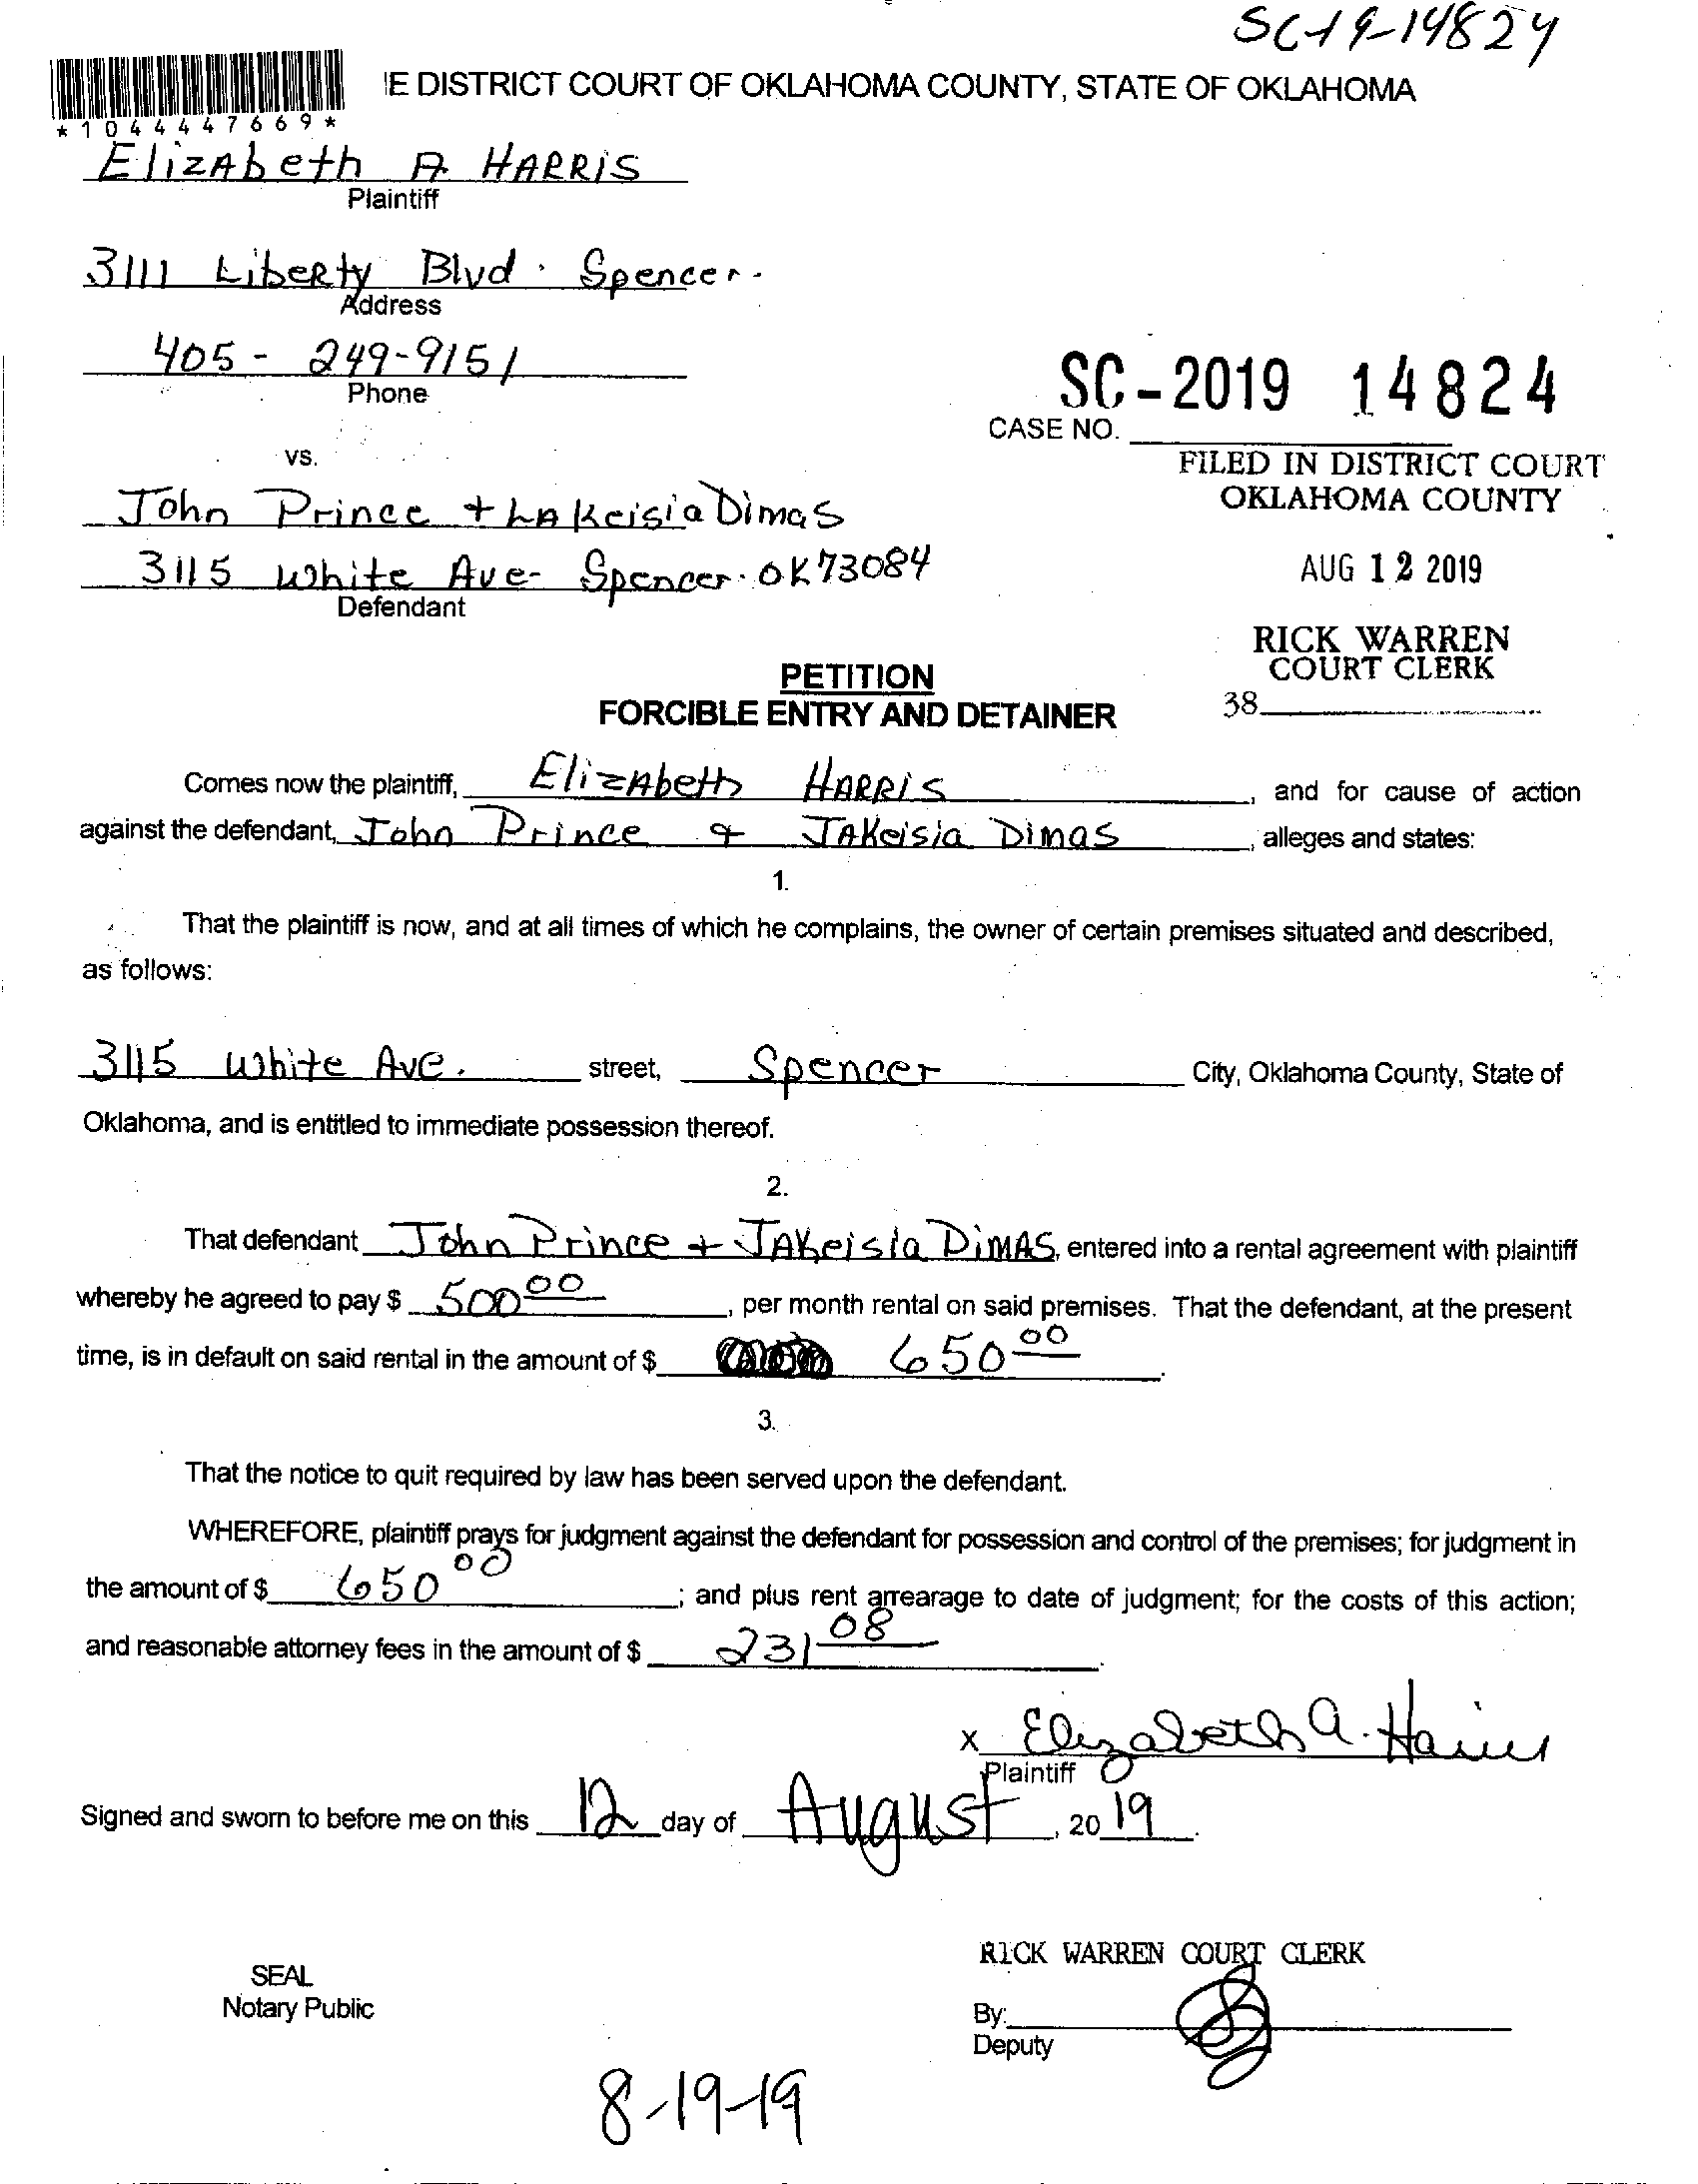 SC-19-14824
E DISTRICT COURT OF OKLAHOMA COUNTY, STATE OF OKLAHOMA
*1044447669*
ElizAbeth A HARRIS
Plaintiff
3111 Liberty Blvd. Spencer.
Address
405 - 249-9151
Phone
SC-2019 14824
CASE NO.
vs.
FILED IN DISTRICT COURT
OKLAHOMA COUNTY
John Prince + LAKeisia Dimas
3115 White Ave- Spencer. OK 73084
Defendant
AUG 12 2019
RICK WARREN
COURT CLERK
38
PETITION
FORCIBLE ENTRY AND DETAINER
Comes now the plaintiff, ElizAbeth HARRIS, and for cause of action
against the defendant, John Prince & JAKeisia Dimas, alleges and states:
1.
That the plaintiff is now, and at all times of which he complains, the owner of certain premises situated and described,
as follows:
3115 White Ave. street, Spencer City, Oklahoma County, State of
Oklahoma, and is entitled to immediate possession thereof.
2.
That defendant John Prince + JAKeisia DiMAS, entered into a rental agreement with plaintiff
whereby he agreed to pay $ 500 00, per month rental on said premises. That the defendant, at the present
time, is in default on said rental in the amount of $ 650 00.
3.
That the notice to quit required by law has been served upon the defendant.
WHEREFORE, plaintiff prays for judgment against the defendant for possession and control of the premises; for judgment in
the amount of $ 650 00; and plus rent arrearage to date of judgment; for the costs of this action;
and reasonable attorney fees in the amount of $ 231 08.
x Elizabeth A. Harris
Plaintiff
Signed and sworn to before me on this 12 day of August, 20 19.
RICK WARREN COURT CLERK
SEAL
Notary Public
By:
Deputy
8-19-19